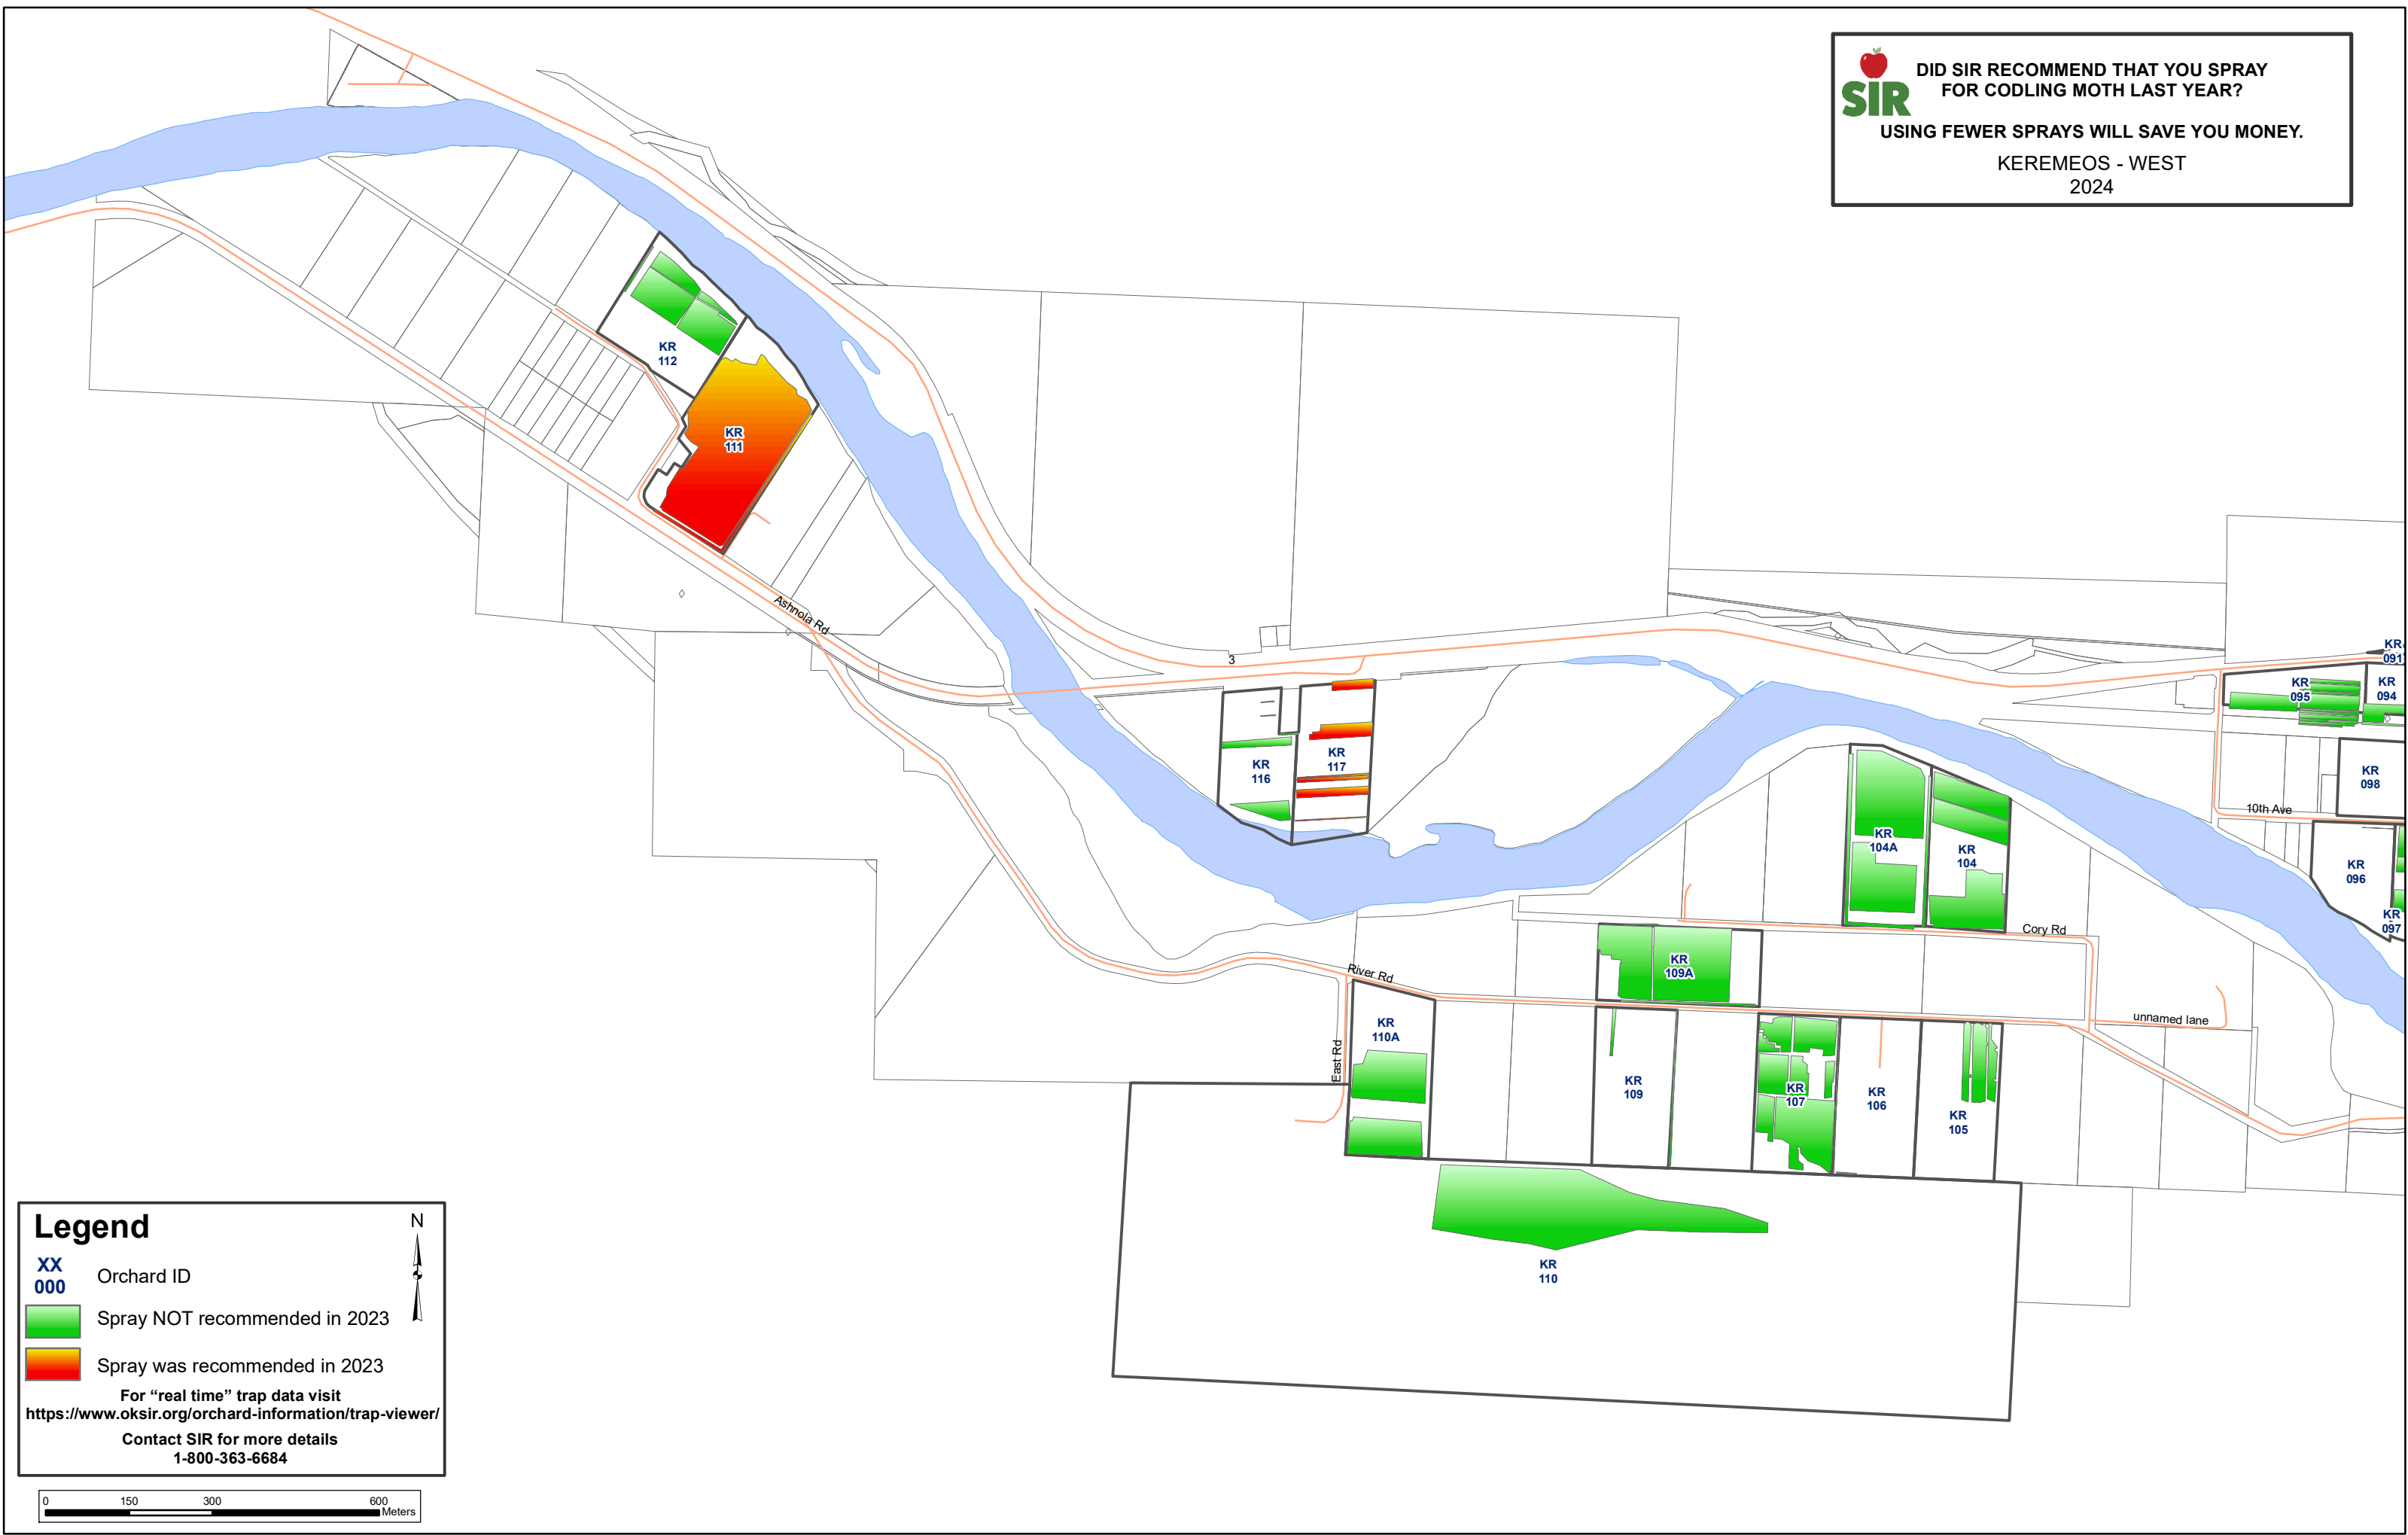 SIR
DID SIR RECOMMEND THAT YOU SPRAY
FOR CODLING MOTH LAST YEAR?
USING FEWER SPRAYS WILL SAVE YOU MONEY.
KEREMEOS - WEST
2024
KR
112
KR
111
Ashnola Rd
3
KR
091
KR
095
KR
094
KR
116
KR
117
KR
098
10th Ave
KR
104A
KR
104
KR
096
KR
097
Cory Rd
KR
109A
River Rd
unnamed lane
KR
110A
East Rd
KR
109
KR
107
KR
106
KR
105
KR
110
Legend
N
XX
000
Orchard ID
Spray NOT recommended in 2023
Spray was recommended in 2023
For “real time” trap data visit
https://www.oksir.org/orchard-information/trap-viewer/
Contact SIR for more details
1-800-363-6684
0 150 300 600
Meters